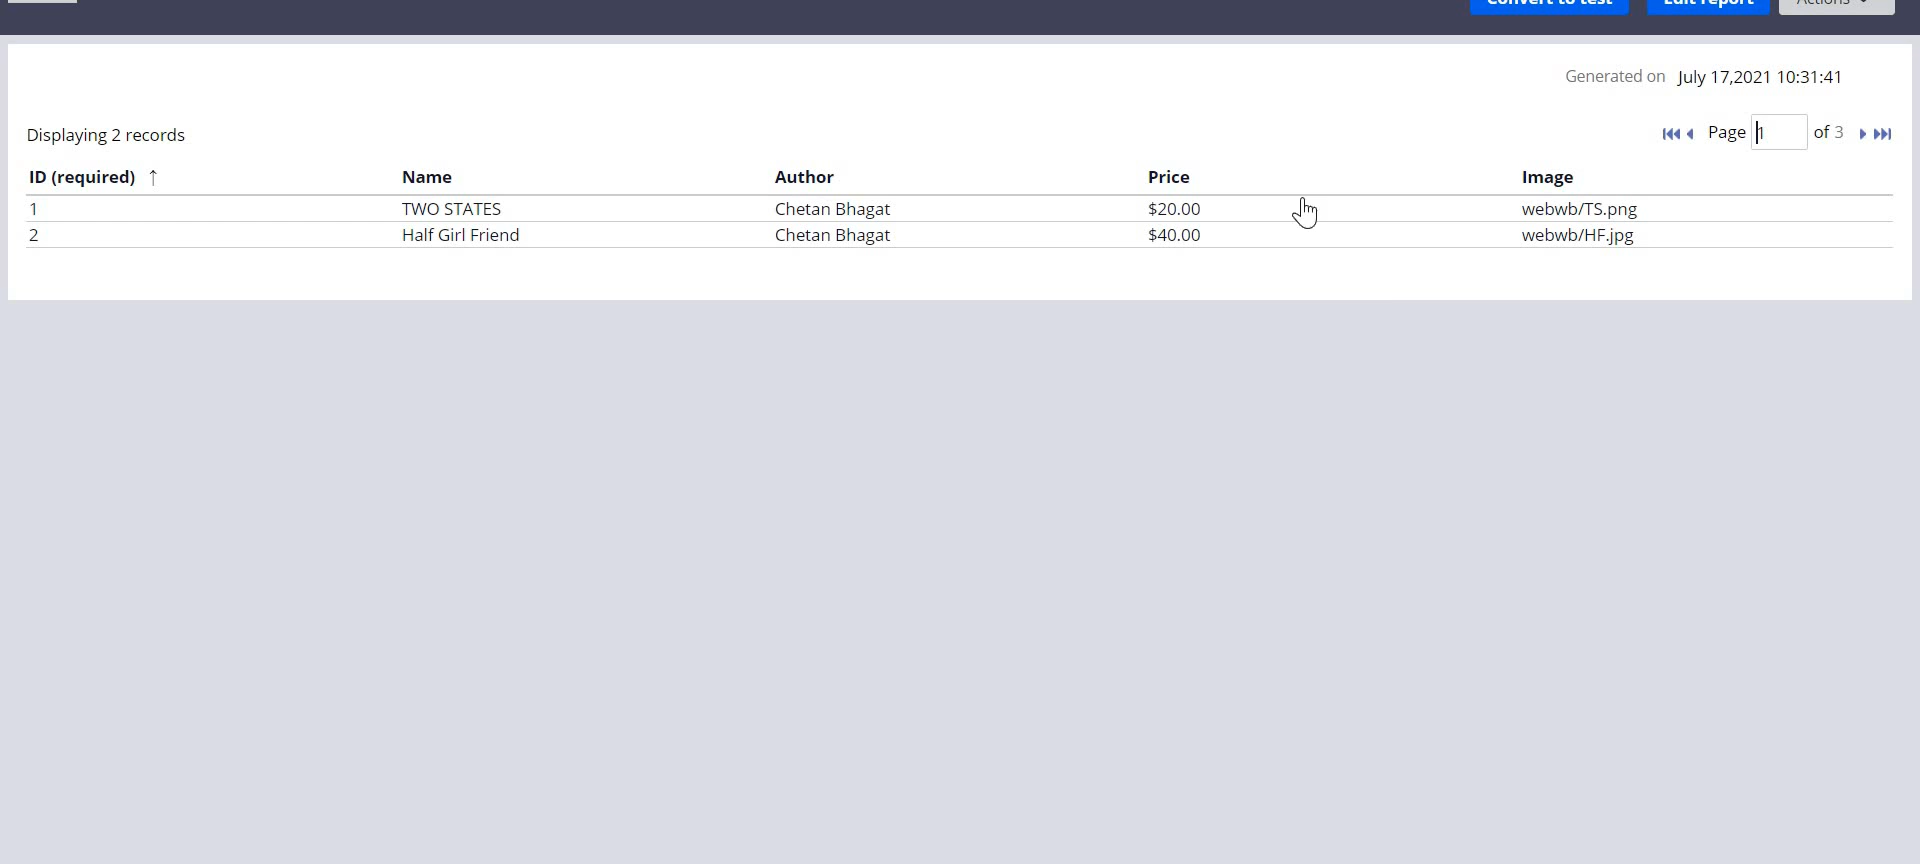 Convert to test Edit report Actions
Generated on July 17,2021 10:31:41
Displaying 2 records Page 1 of 3
ID (required) ↑ Name Author Price Image
1 TWO STATES Chetan Bhagat $20.00 webwb/TS.png
2 Half Girl Friend Chetan Bhagat $40.00 webwb/HF.jpg